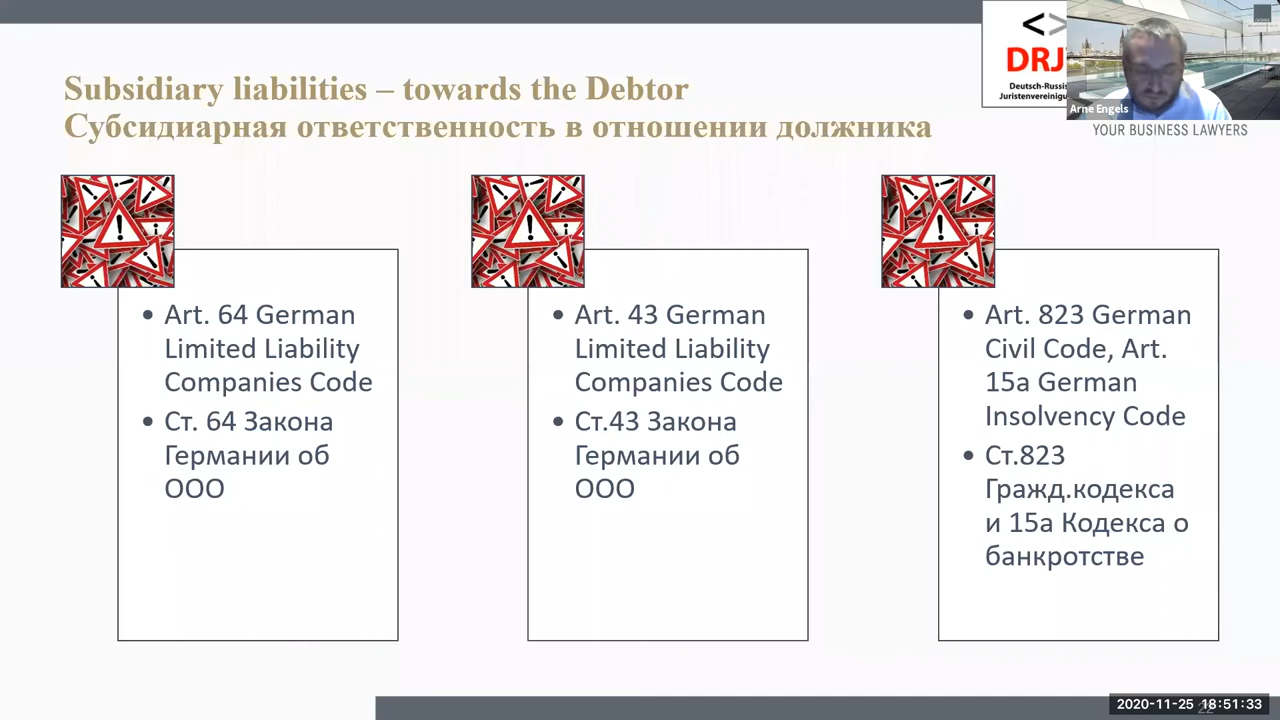 Subsidiary liabilities – towards the Debtor
Субсидиарная ответственность в отношении должника
<>
DRJ
Deutsch-Russis
Juristenvereinigu
Arne Engels
YOUR BUSINESS LAWYERS
• Art. 64 German
Limited Liability
Companies Code
• Ст. 64 Закона
Германии об
ООО
• Art. 43 German
Limited Liability
Companies Code
• Ст.43 Закона
Германии об
ООО
• Art. 823 German
Civil Code, Art.
15a German
Insolvency Code
• Ст.823
Гражд.кодекса
и 15а Кодекса о
банкротстве
2020-11-25 18:51:33